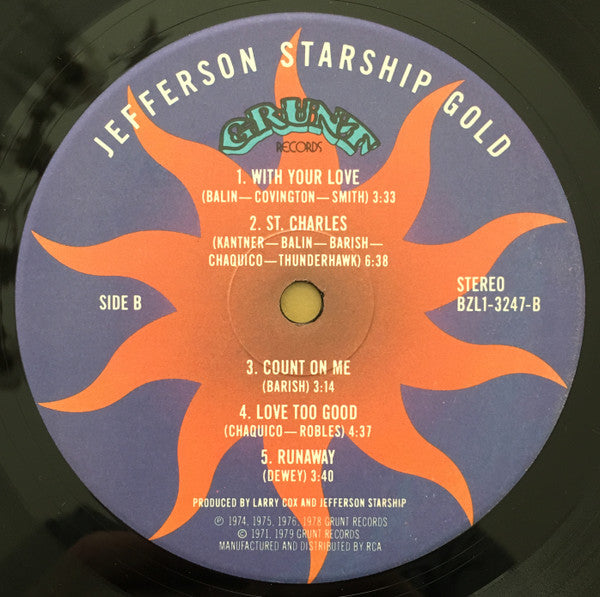 JEFFERSON STARSHIP GOLD
GRUNT
RECORDS
1. WITH YOUR LOVE
(BALIN—COVINGTON—SMITH) 3:33
2. ST. CHARLES
(KANTNER—BALIN—BARISH—
CHAQUICO—THUNDERHAWK) 6:38
SIDE B
STEREO
BZL1-3247-B
3. COUNT ON ME
(BARISH) 3:14
4. LOVE TOO GOOD
(CHAQUICO—ROBLES) 4:37
5. RUNAWAY
(DEWEY) 3:40
PRODUCED BY LARRY COX AND JEFFERSON STARSHIP
℗ 1974, 1975, 1976, 1978 GRUNT RECORDS
© 1971, 1979 GRUNT RECORDS
MANUFACTURED AND DISTRIBUTED BY RCA